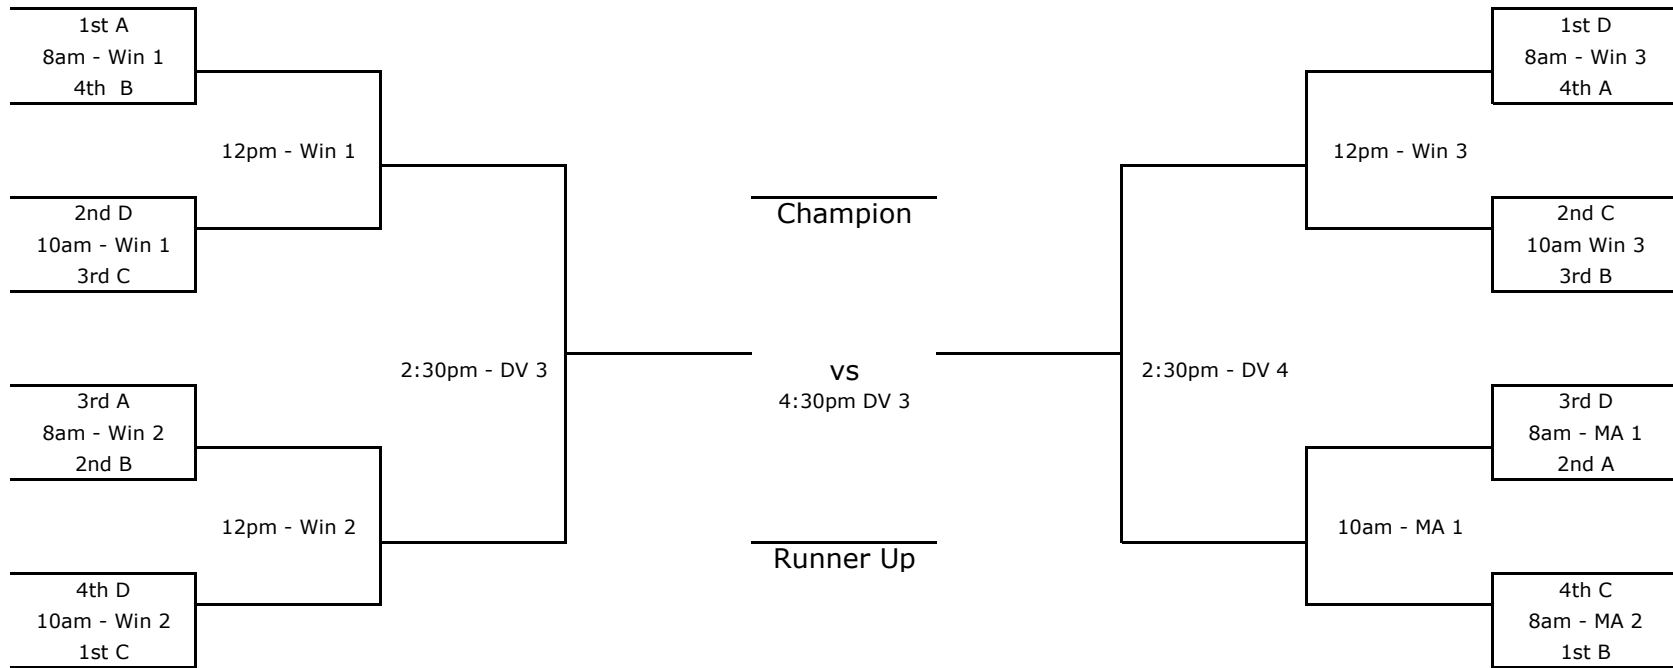 1st A
8am - Win 1
4th  B
12pm - Win 1
2nd D
10am - Win 1
3rd C
2:30pm - DV 3
3rd A
8am - Win 2
2nd B
12pm - Win 2
4th D
10am - Win 2
1st C
Champion
vs
4:30pm DV 3
Runner Up
1st D
8am - Win 3
4th A
12pm - Win 3
2nd C
10am Win 3
3rd B
2:30pm - DV 4
3rd D
8am - MA 1
2nd A
10am - MA 1
4th C
8am - MA 2
1st B